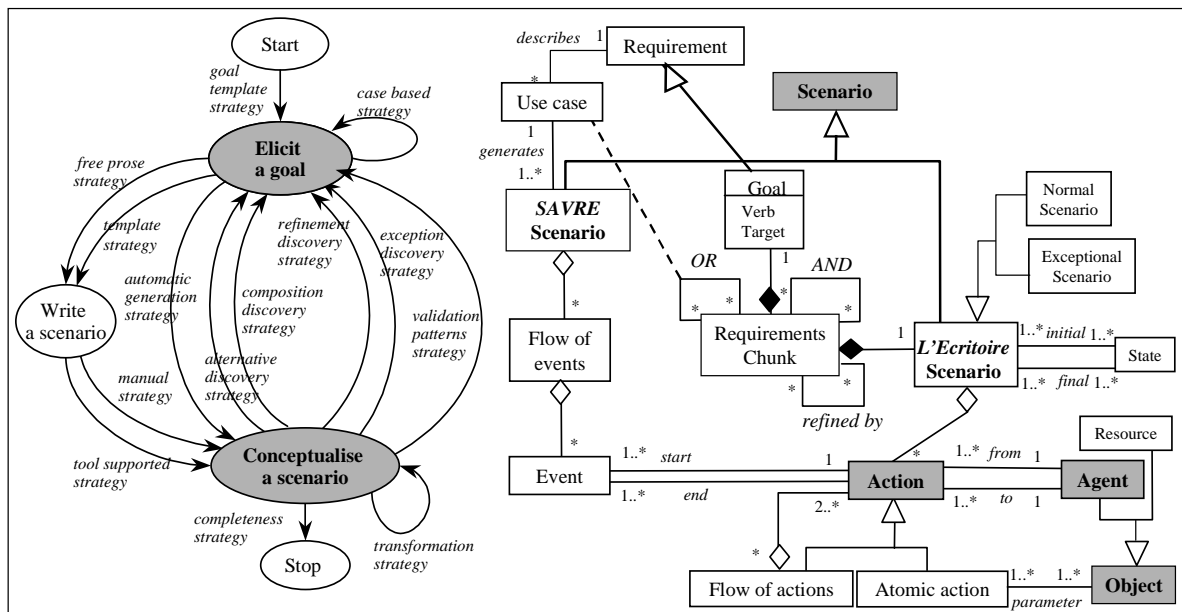 Start
goal
template
strategy
case based
strategy
Elicit
a goal
free prose
strategy
template
strategy
refinement
discovery
strategy
exception
discovery
strategy
automatic
generation
strategy
composition
discovery
strategy
Write
a scenario
validation
patterns
strategy
manual
strategy
alternative
discovery
strategy
Conceptualise
a scenario
tool supported
strategy
completeness
strategy
transformation
strategy
Stop
describes
1
Requirement
*
Use case
Scenario
1
generates
1..*
SAVRE
Scenario
Goal
Verb
Target
1
Normal
Scenario
Exceptional
Scenario
OR
AND
*
*
*
*
*
*
Flow of
events
Requirements
Chunk
1
L'Ecritoire
Scenario
1..*
initial
1..*
State
1..*
final
1..*
*
*
refined by
*
Resource
Event
1..*
start
1
1..*
end
*
Action
2..*
1..*
from
1
1..*
to
1
Agent
*
Flow of actions
Atomic action
1..*
1..*
parameter
Object